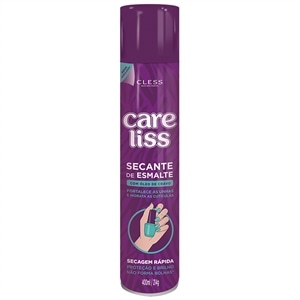 CLESS
care
liss
SECANTE
DE ESMALTE
COM ÓLEO DE CRAVO
FORTALECE AS UNHAS
E HIDRATA AS CUTÍCULAS
SECAGEM RÁPIDA
PROTEÇÃO E BRILHO
NÃO FORMA BOLHAS
400ml